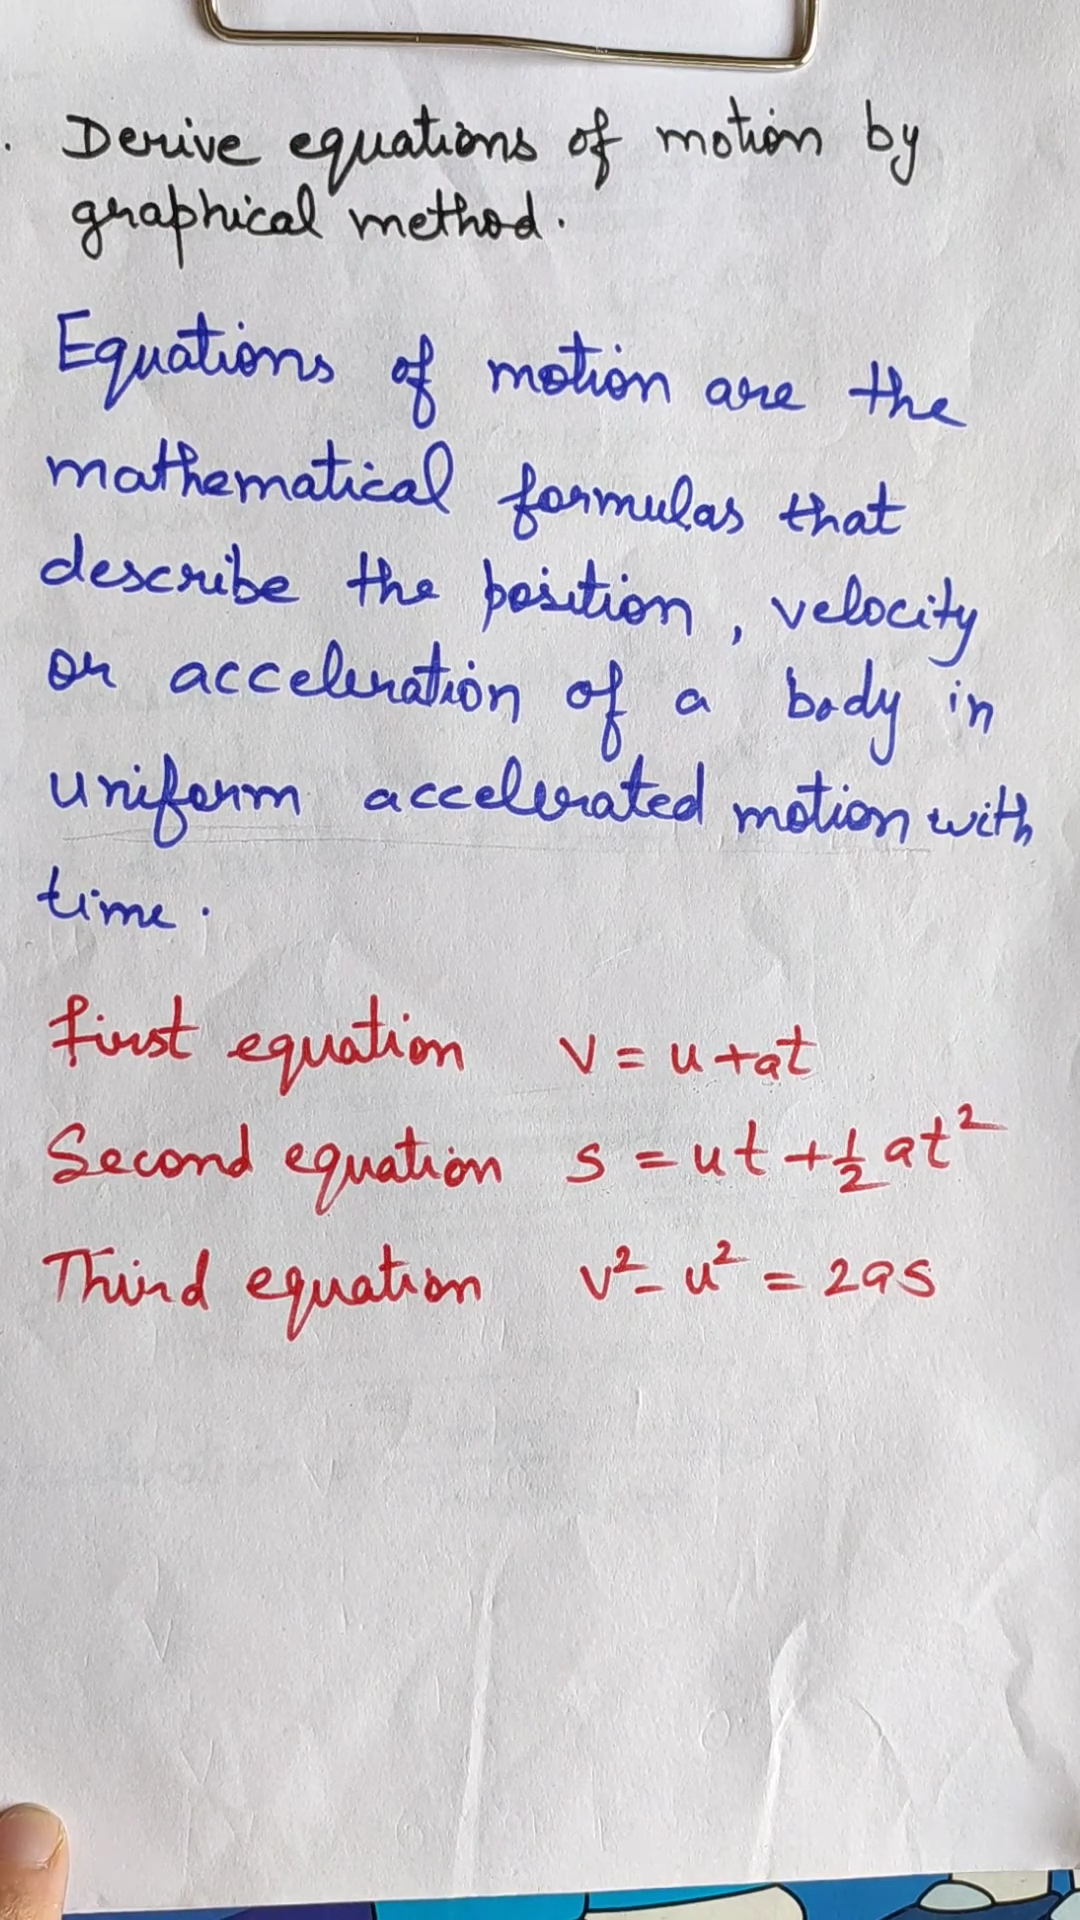 . Derive equations of motion by
graphical method.
Equations of motion are the
mathematical formulas that
describe the position, velocity
or acceleration of a body in
uniform accelerated motion with
time.
First equation v = u + at
Second equation s = ut + 1/2 at²
Third equation v² - u² = 2as